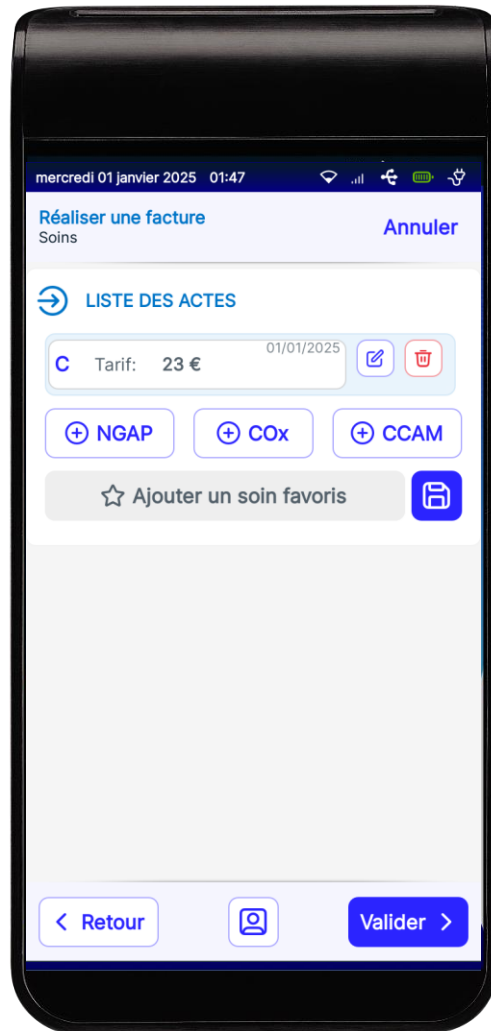 mercredi 01 janvier 2025 01:47
Réaliser une facture
Soins
Annuler
LISTE DES ACTES
C Tarif: 23 € 01/01/2025
NGAP COx CCAM
Ajouter un soin favoris
Retour Valider